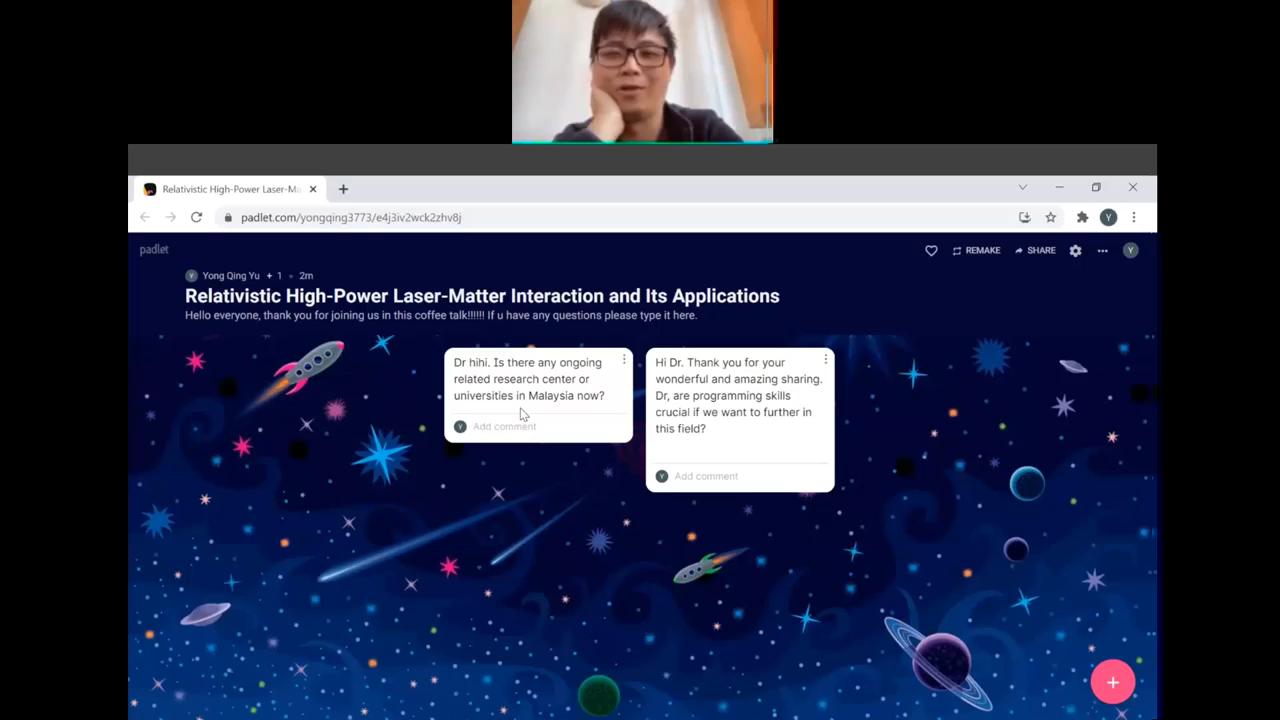 Relativistic High-Power Laser-Ma
padlet.com/yongqing3773/e4j3iv2wck2zhv8j
Y
padlet
REMAKE
SHARE
Y
Y Yong Qing Yu + 1 • 2m
Relativistic High-Power Laser-Matter Interaction and Its Applications
Hello everyone, thank you for joining us in this coffee talk!!!!!! If u have any questions please type it here.
Dr hihi. Is there any ongoing
related research center or
universities in Malaysia now?
Y Add comment
Hi Dr. Thank you for your
wonderful and amazing sharing.
Dr, are programming skills
crucial if we want to further in
this field?
Y Add comment